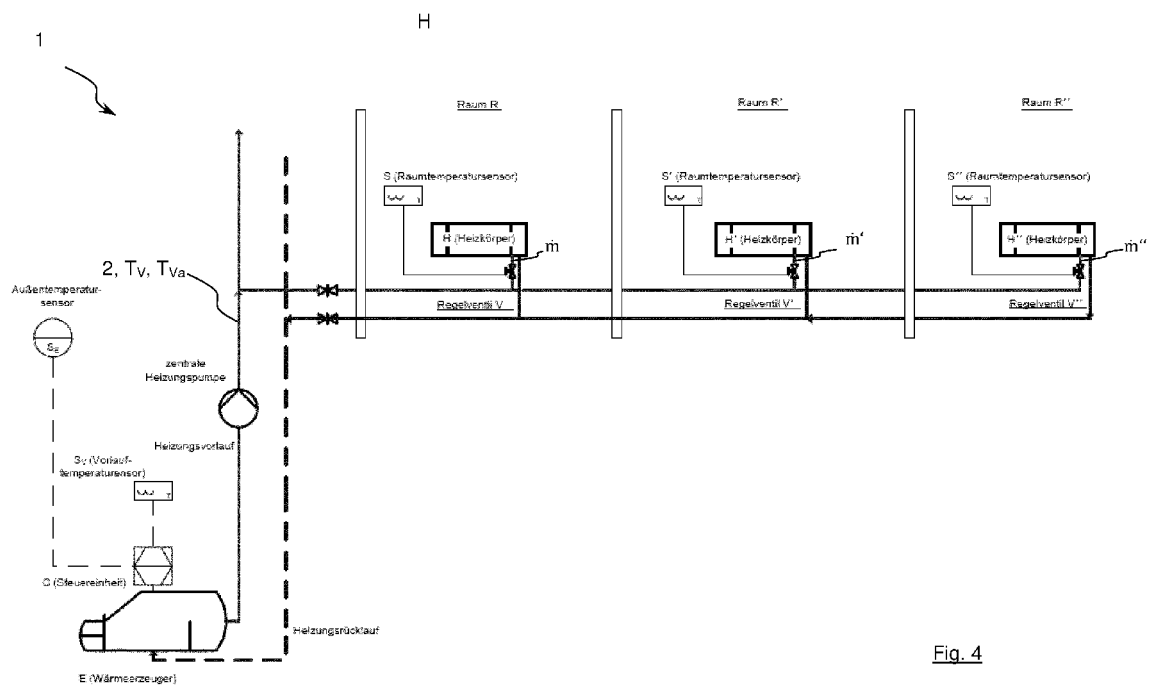 H
1
Raum R
Raum R'
Raum R''
S (Raumtemperatursensor)
S' (Raumtemperatursensor)
S'' (Raumtemperatursensor)
T
T
T
H (Heizkörper)
H' (Heizkörper)
H'' (Heizkörper)
ṁ
ṁ'
ṁ''
2, TV, TVa
Außentemperatur-
sensor
Regelventil V
Regelventil V'
Regelventil V''
SE
zentrale
Heizungspumpe
Heizungsvorlauf
SV (Vorlauf-
temperatursensor)
T
C (Steuereinheit)
Heizungsrücklauf
E (Wärmeerzeuger)
Fig. 4